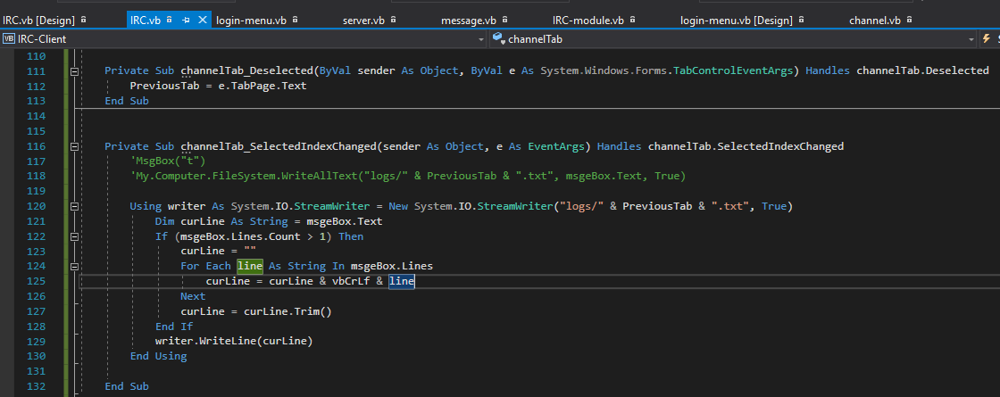 IRC.vb [Design] IRC.vb login-menu.vb server.vb message.vb IRC-module.vb login-menu.vb [Design] channel.vb
VB IRC-Client channelTab
110
111 Private Sub channelTab_Deselected(ByVal sender As Object, ByVal e As System.Windows.Forms.TabControlEventArgs) Handles channelTab.Deselected
112 PreviousTab = e.TabPage.Text
113 End Sub
114
115
116 Private Sub channelTab_SelectedIndexChanged(sender As Object, e As EventArgs) Handles channelTab.SelectedIndexChanged
117 'MsgBox("t")
118 'My.Computer.FileSystem.WriteAllText("logs/" & PreviousTab & ".txt", msgeBox.Text, True)
119
120 Using writer As System.IO.StreamWriter = New System.IO.StreamWriter("logs/" & PreviousTab & ".txt", True)
121 Dim curLine As String = msgeBox.Text
122 If (msgeBox.Lines.Count > 1) Then
123 curLine = ""
124 For Each line As String In msgeBox.Lines
125 curLine = curLine & vbCrLf & line
126 Next
127 curLine = curLine.Trim()
128 End If
129 writer.WriteLine(curLine)
130 End Using
131
132 End Sub